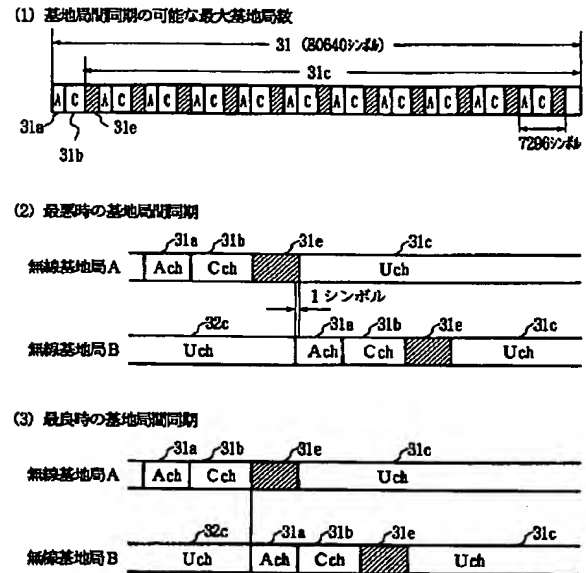 (1) 基地局間同期の可能な最大基地局数
31 (80640シンボル)
31c
A C A C A C A C A C A C A C A C A C A C A C
31a 31e
31b
7296シンボル
(2) 最悪時の基地局間同期
31a 31b 31e 31c
無線基地局A Ach Cch Uch
1 シンボル
32c 31a 31b 31e 31c
無線基地局B Uch Ach Cch Uch
(3) 最良時の基地局間同期
31a 31b 31e 31c
無線基地局A Ach Cch Uch
32c 31a 31b 31e 31c
無線基地局B Uch Ach Cch Uch